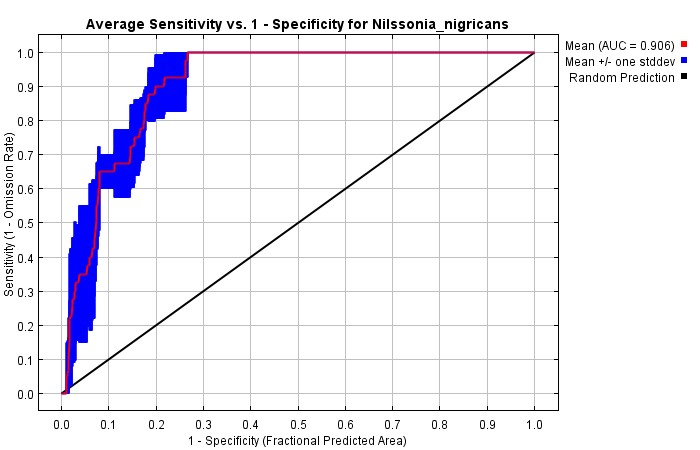 Average Sensitivity vs. 1 - Specificity for Nilssonia_nigricans
Mean (AUC = 0.906)
Mean +/- one stddev
Random Prediction
Sensitivity (1 - Omission Rate)
1.0
0.9
0.8
0.7
0.6
0.5
0.4
0.3
0.2
0.1
0.0
0.0 0.1 0.2 0.3 0.4 0.5 0.6 0.7 0.8 0.9 1.0
1 - Specificity (Fractional Predicted Area)